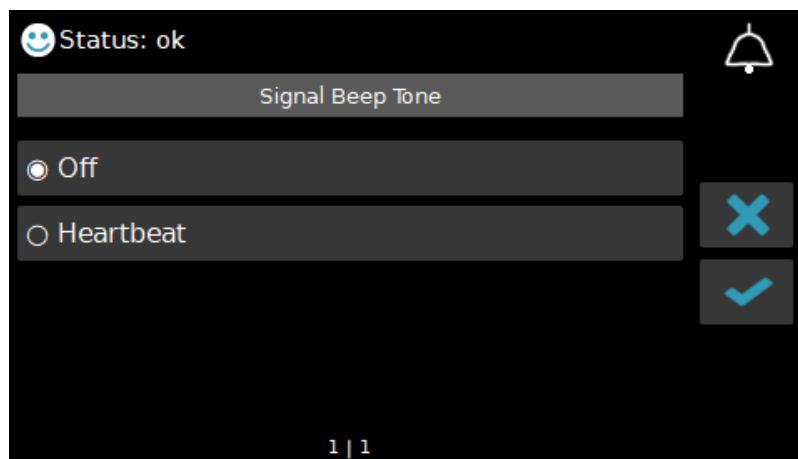 Status: ok
Signal Beep Tone
Off
Heartbeat
1 | 1